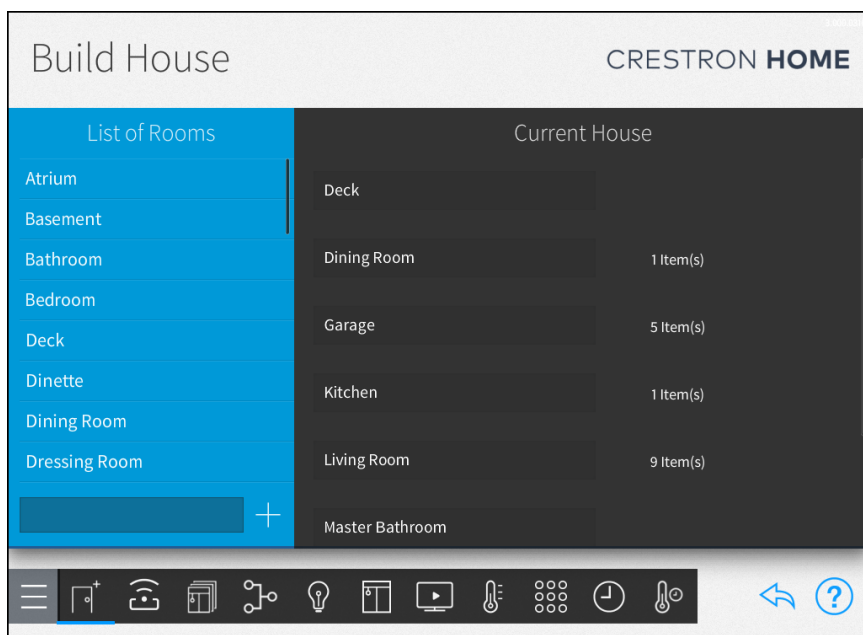 Build House
CRESTRON HOME
List of Rooms
Atrium
Basement
Bathroom
Bedroom
Deck
Dinette
Dining Room
Dressing Room
Current House
Deck
Dining Room 1 Item(s)
Garage 5 Item(s)
Kitchen 1 Item(s)
Living Room 9 Item(s)
Master Bathroom
?